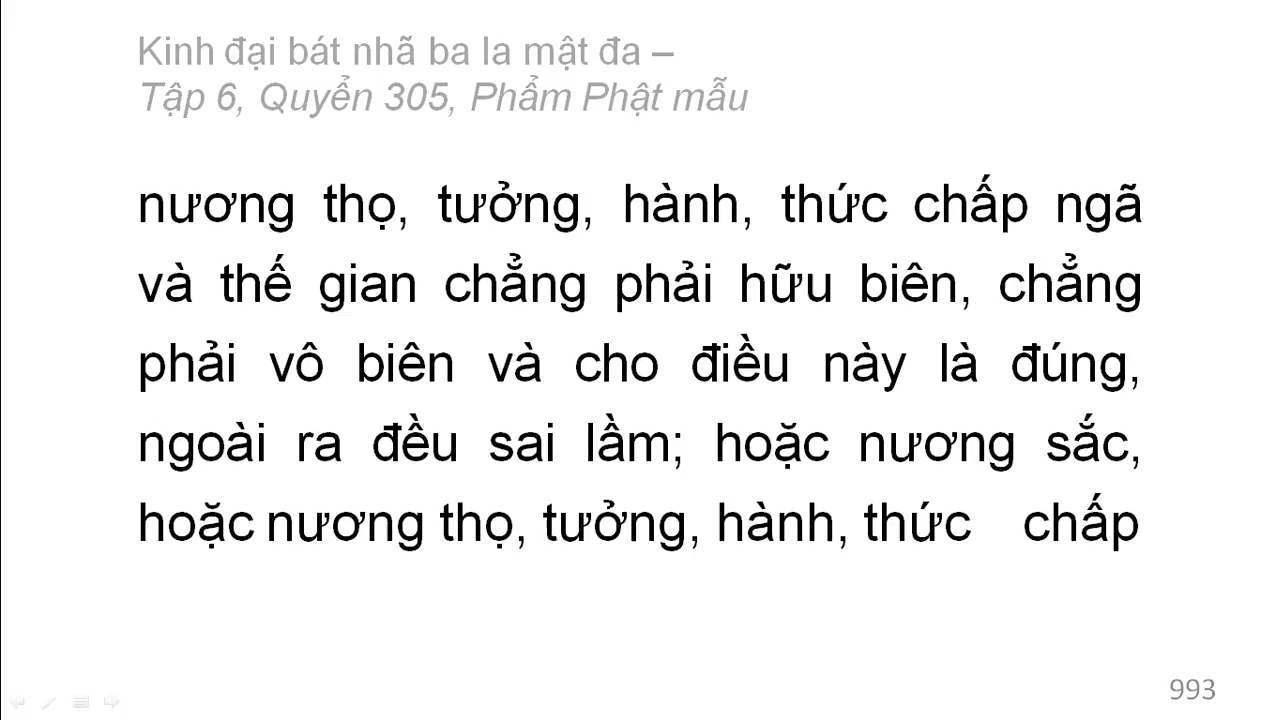 Kinh đại bát nhã ba la mật đa –
Tập 6, Quyển 305, Phẩm Phật mẫu
nương thọ, tưởng, hành, thức chấp ngã
và thế gian chẳng phải hữu biên, chẳng
phải vô biên và cho điều này là đúng,
ngoài ra đều sai lầm; hoặc nương sắc,
hoặc nương thọ, tưởng, hành, thức chấp
993